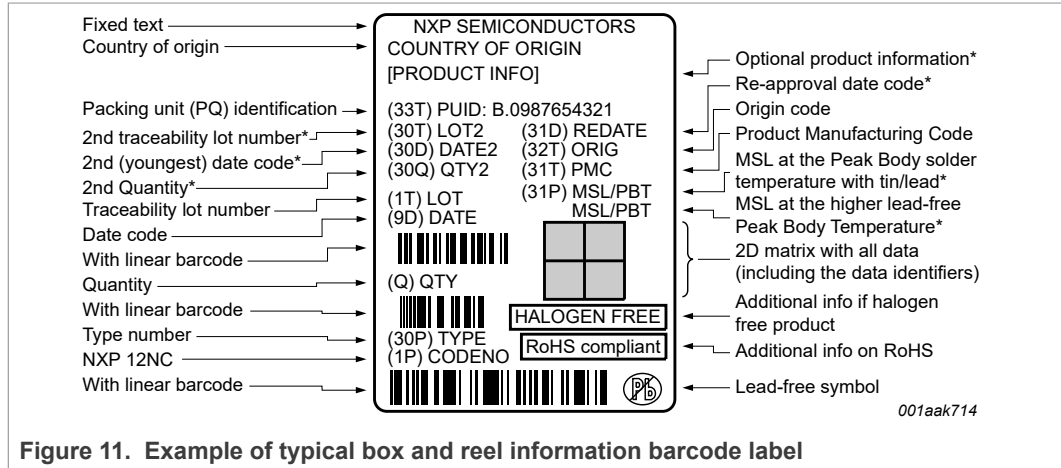 Fixed text
Country of origin
Packing unit (PQ) identification
2nd traceability lot number*
2nd (youngest) date code*
2nd Quantity*
Traceability lot number
Date code
With linear barcode
Quantity
With linear barcode
Type number
NXP 12NC
With linear barcode
NXP SEMICONDUCTORS
COUNTRY OF ORIGIN
[PRODUCT INFO]
(33T) PUID: B.0987654321
(30T) LOT2 (31D) REDATE
(30D) DATE2 (32T) ORIG
(30Q) QTY2 (31T) PMC
(31P) MSL/PBT
(1T) LOT
MSL/PBT
(9D) DATE
(Q) QTY
HALOGEN FREE
(30P) TYPE
RoHS compliant
(1P) CODENO
Pb
Optional product information*
Re-approval date code*
Origin code
Product Manufacturing Code
MSL at the Peak Body solder
temperature with tin/lead*
MSL at the higher lead-free
Peak Body Temperature*
2D matrix with all data
(including the data identifiers)
Additional info if halogen
free product
Additional info on RoHS
Lead-free symbol
001aak714
Figure 11. Example of typical box and reel information barcode label